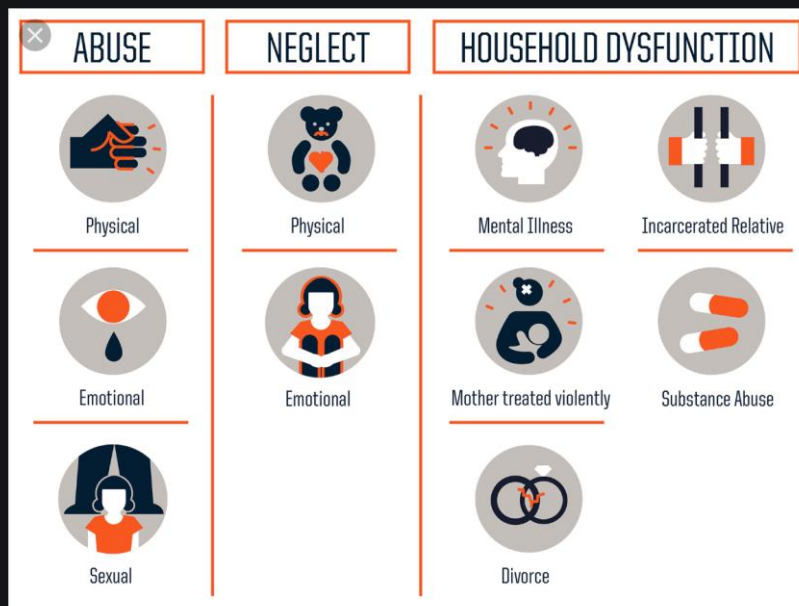 ABUSE
NEGLECT
HOUSEHOLD DYSFUNCTION
Physical
Physical
Mental Illness
Incarcerated Relative
Emotional
Emotional
Mother treated violently
Substance Abuse
Sexual
Divorce